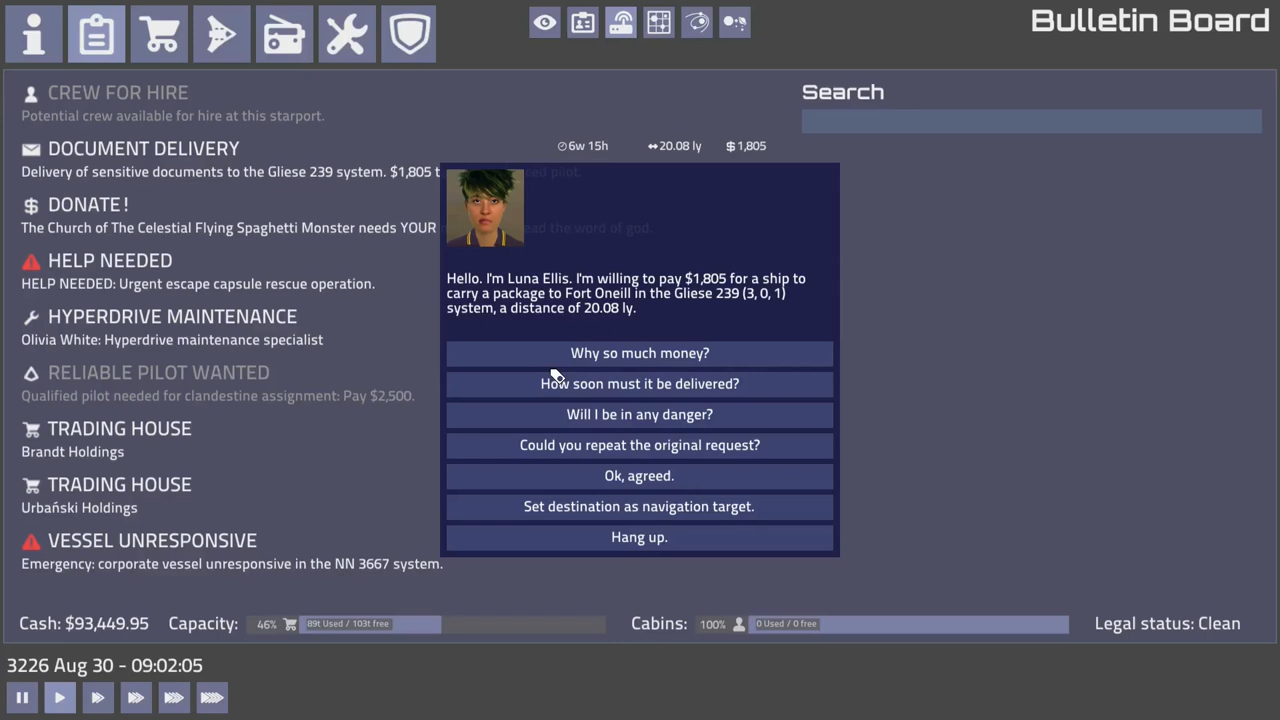 Bulletin Board
CREW FOR HIRE
Potential crew available for hire at this starport.
Search
6w 15h
20.08 ly
$1,805
DOCUMENT DELIVERY
Delivery of sensitive documents to the Gliese 239 system. $1,805 t ced pilot.
DONATE!
The Church of The Celestial Flying Spaghetti Monster needs YOUR ead the word of god.
HELP NEEDED
HELP NEEDED: Urgent escape capsule rescue operation.
HYPERDRIVE MAINTENANCE
Olivia White: Hyperdrive maintenance specialist
RELIABLE PILOT WANTED
Qualified pilot needed for clandestine assignment: Pay $2,500.
TRADING HOUSE
Brandt Holdings
TRADING HOUSE
Urbański Holdings
VESSEL UNRESPONSIVE
Emergency: corporate vessel unresponsive in the NN 3667 system.
Hello. I'm Luna Ellis. I'm willing to pay $1,805 for a ship to
carry a package to Fort Oneill in the Gliese 239 (3, 0, 1)
system, a distance of 20.08 ly.
Why so much money?
How soon must it be delivered?
Will I be in any danger?
Could you repeat the original request?
Ok, agreed.
Set destination as navigation target.
Hang up.
Cash: $93,449.95
Capacity:
46%
89t Used / 103t free
Cabins:
100%
0 Used / 0 free
Legal status: Clean
3226 Aug 30 - 09:02:05